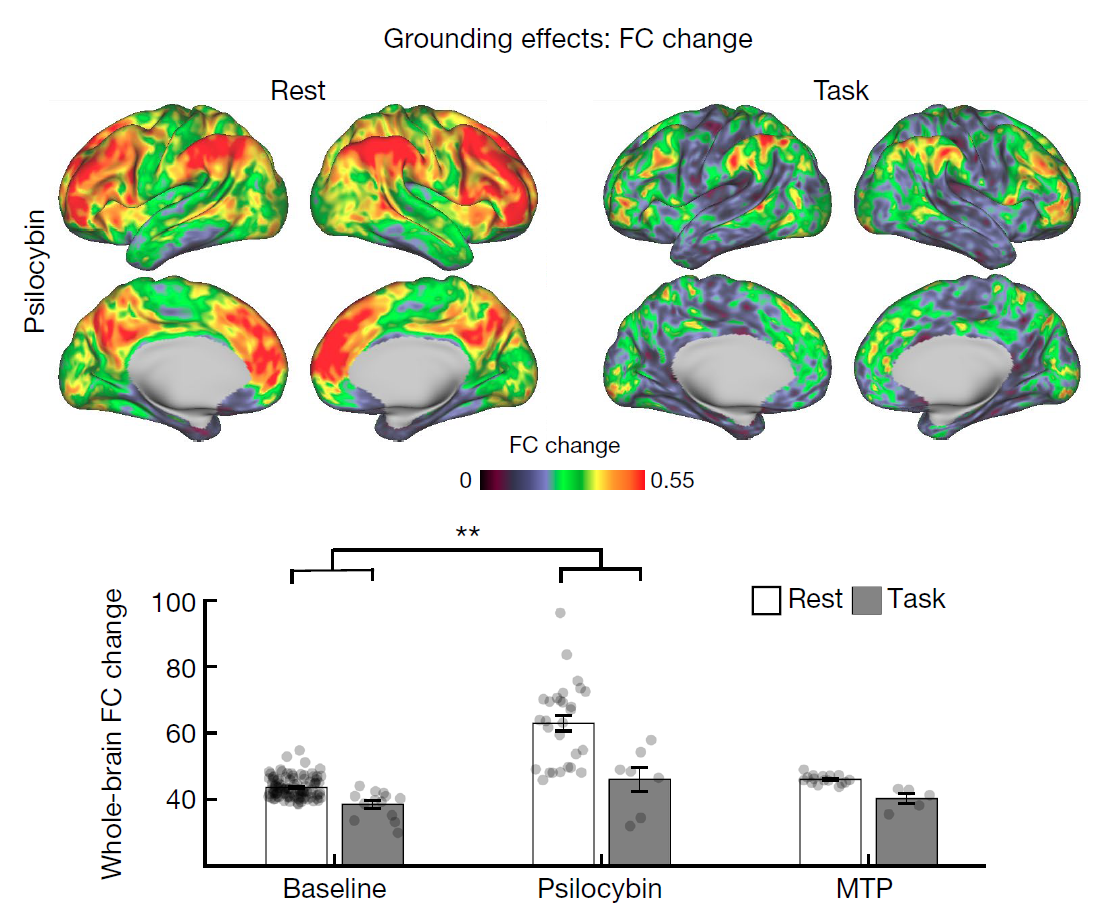 Grounding effects: FC change
Rest
Task
Psilocybin
FC change
0
0.55
**
Whole-brain FC change
100
80
60
40
Rest
Task
Baseline
Psilocybin
MTP